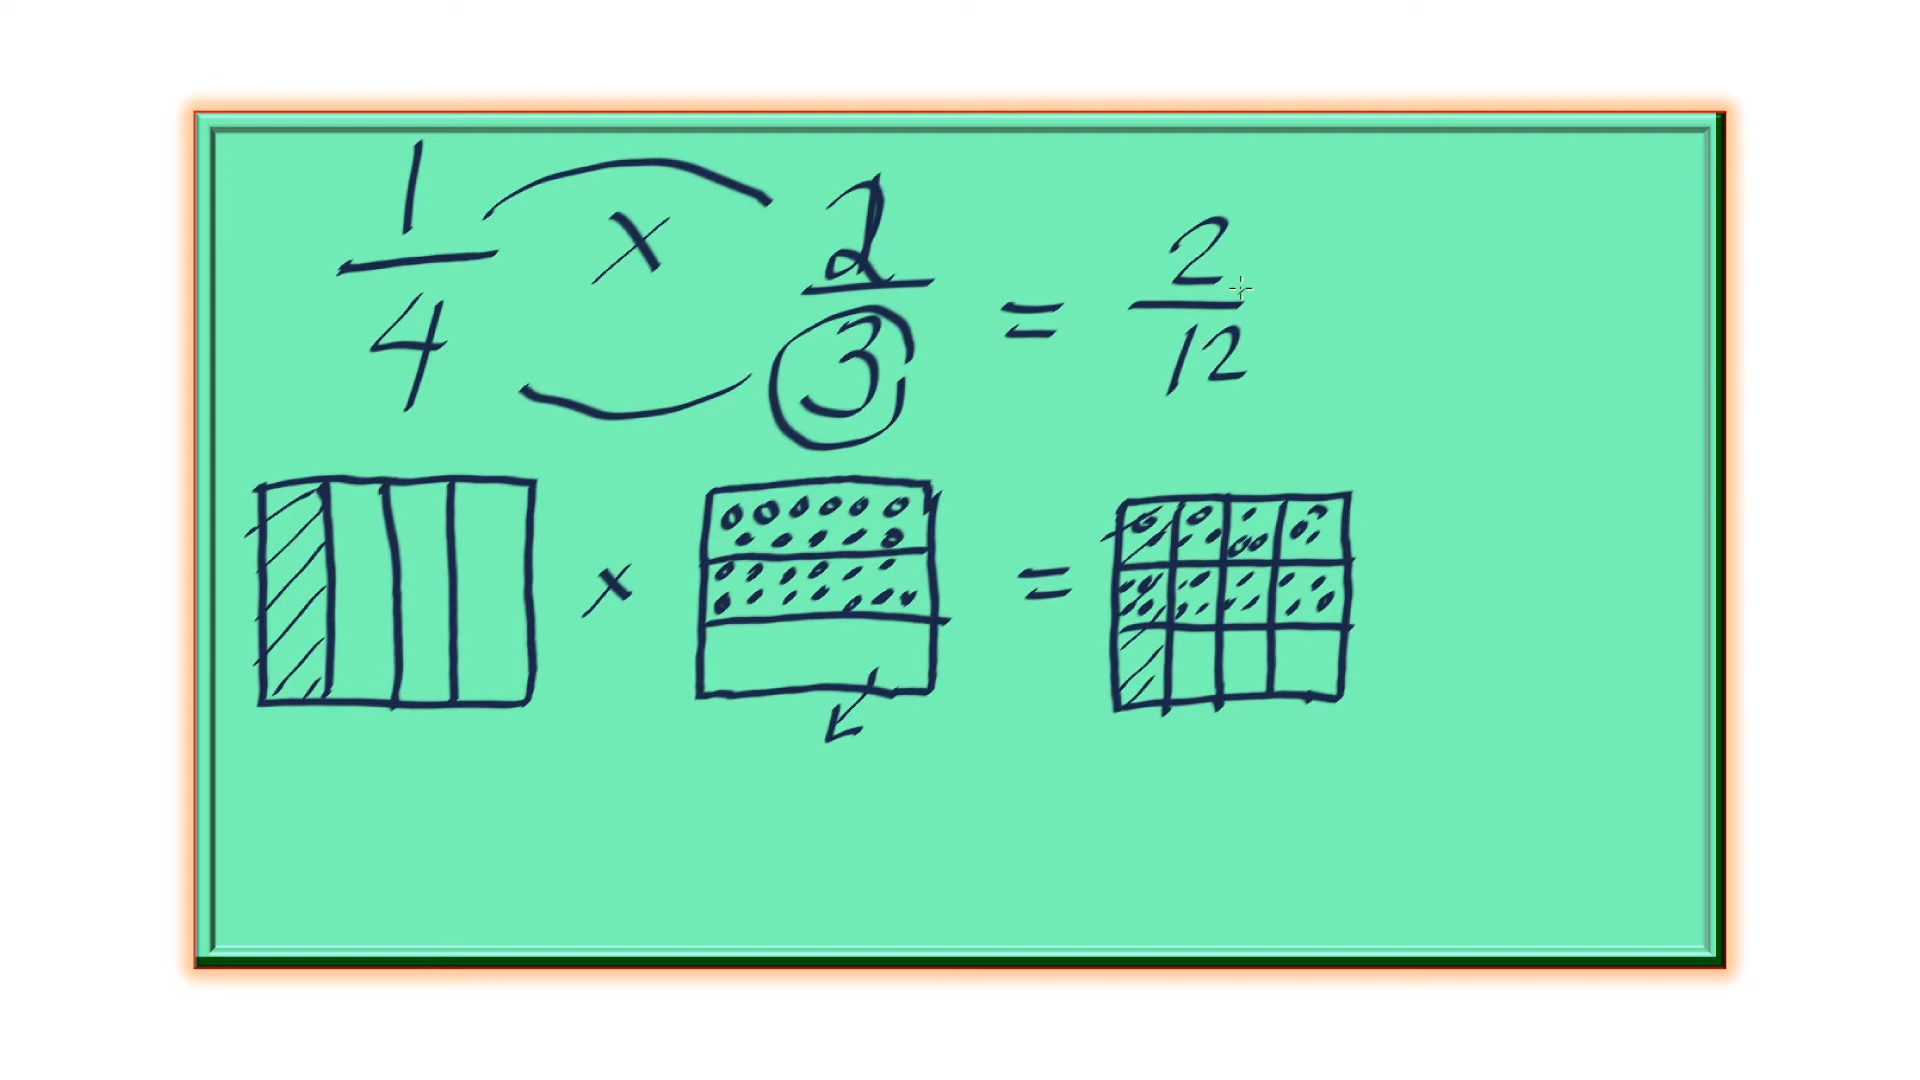 1/4 x 2/3 = 2/12
x =